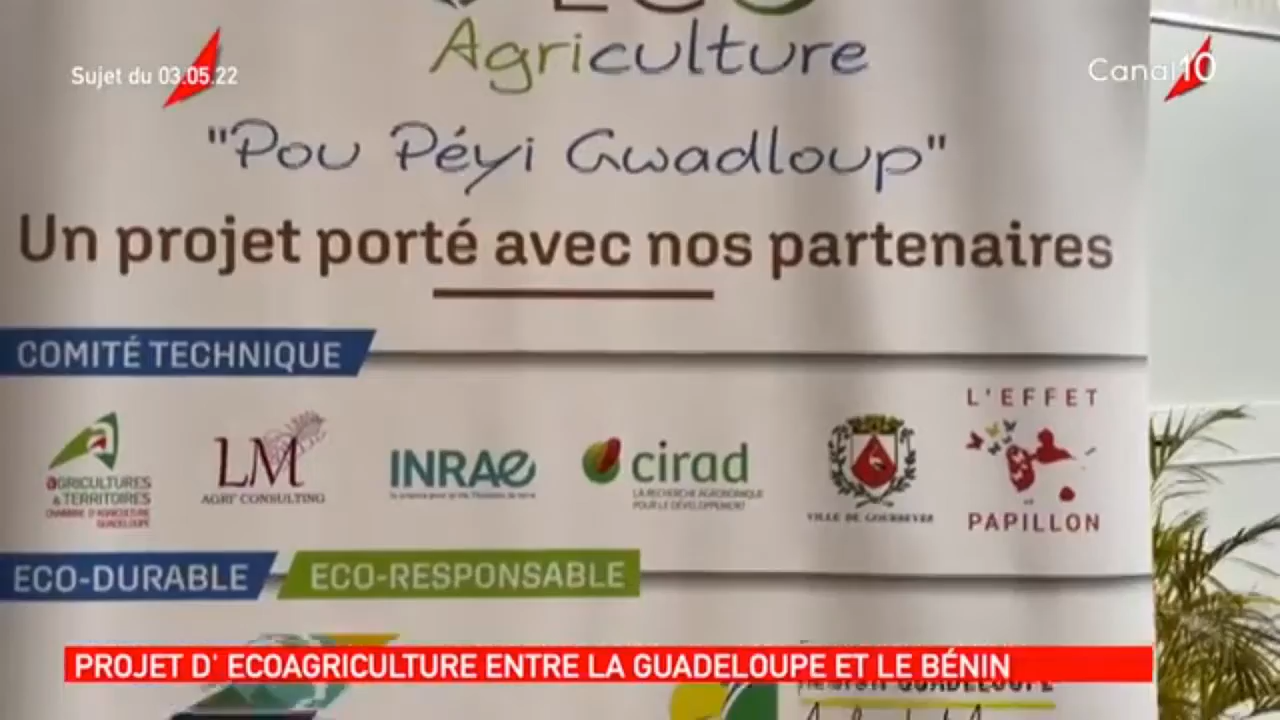 ECO
Agriculture
Sujet du 03.05.22
Canal10
"Pou Péyi Gwadloup"
Un projet porté avec nos partenaires
COMITÉ TECHNIQUE
L'EFFET
PAPILLON
AGRICULTURES
& TERRITOIRES
CHAMBRE D'AGRICULTURE
GUADELOUPE
LM
AGRI' CONSULTING
INRAE
cirad
LA RECHERCHE AGRONOMIQUE
POUR LE DÉVELOPPEMENT
VILLE DE GOURBEYRE
ECO-DURABLE
ECO-RESPONSABLE
PROJET D' ECOAGRICULTURE ENTRE LA GUADELOUPE ET LE BÉNIN